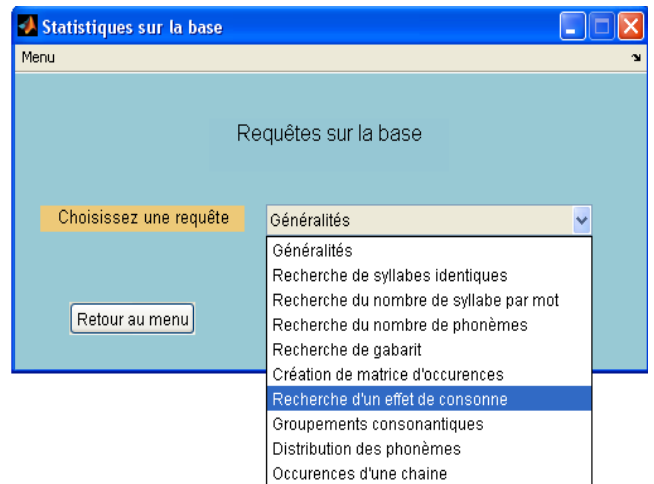 Statistiques sur la base
Menu
Requêtes sur la base
Choisissez une requête
Généralités
Généralités
Recherche de syllabes identiques
Recherche du nombre de syllabe par mot
Recherche du nombre de phonèmes
Recherche de gabarit
Création de matrice d'occurences
Recherche d'un effet de consonne
Groupements consonantiques
Distribution des phonèmes
Occurences d'une chaine
Retour au menu